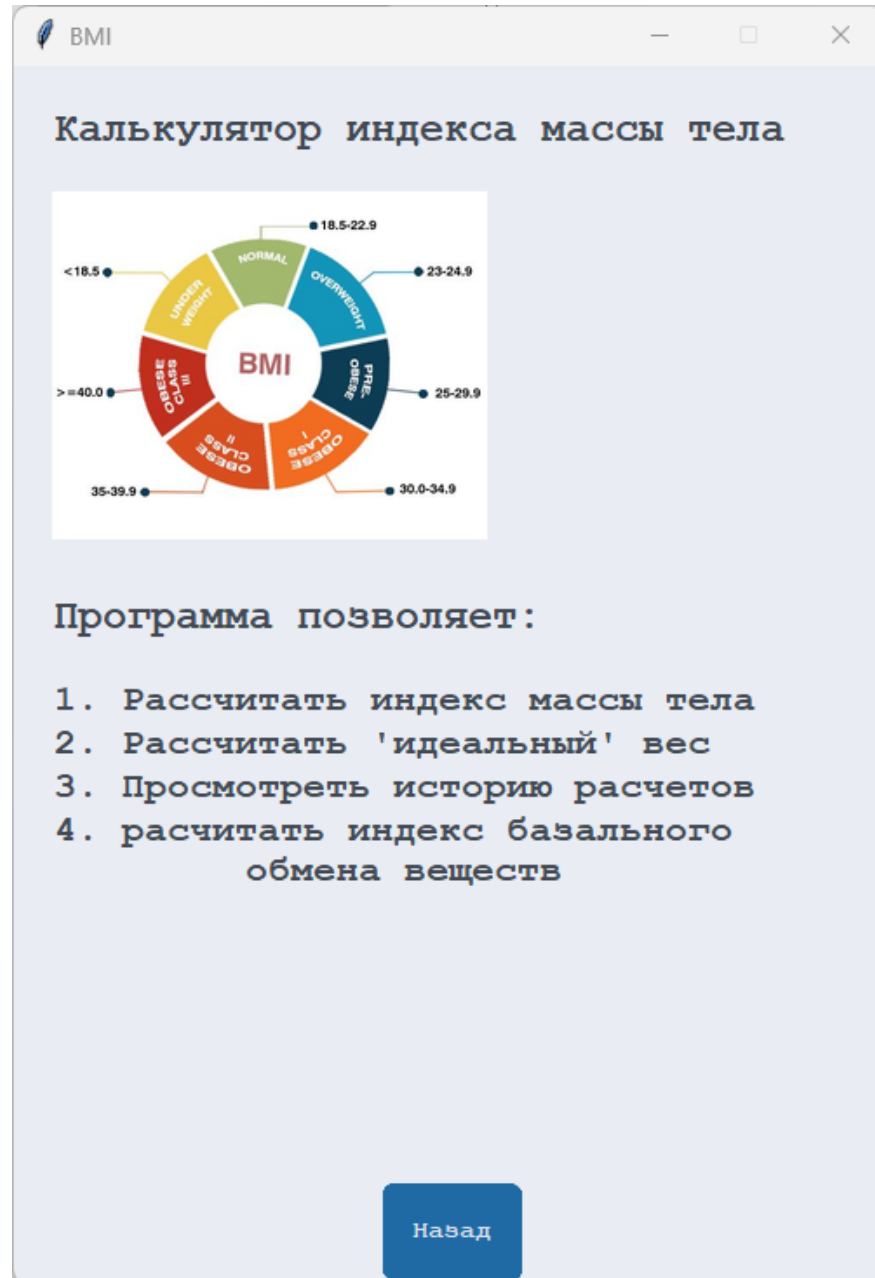 BMI
Калькулятор индекса массы тела
18.5-22.9
<18.5
NORMAL
23-24.9
UNDER
WEIGHT
OVERWEIGHT
BMI
OBESE
CLASS
III
PRE-
OBESE
>=40.0
25-29.9
OBESE
CLASS
II
OBESE
CLASS
I
35-39.9
30.0-34.9
Программа позволяет:
1. Рассчитать индекс массы тела
2. Рассчитать 'идеальный' вес
3. Просмотреть историю расчетов
4. расчитать индекс базального
обмена веществ
Назад